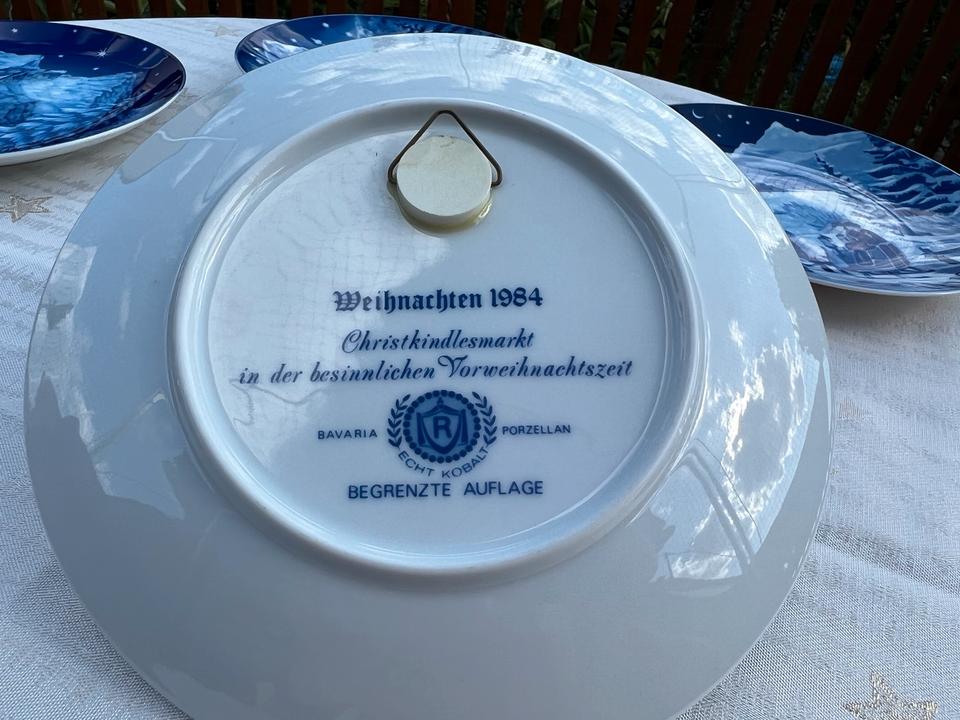 Weihnachten 1984
Christkindlesmarkt
in der besinnlichen Vorweihnachtszeit
BAVARIA R PORZELLAN
ECHT KOBALT
BEGRENZTE AUFLAGE